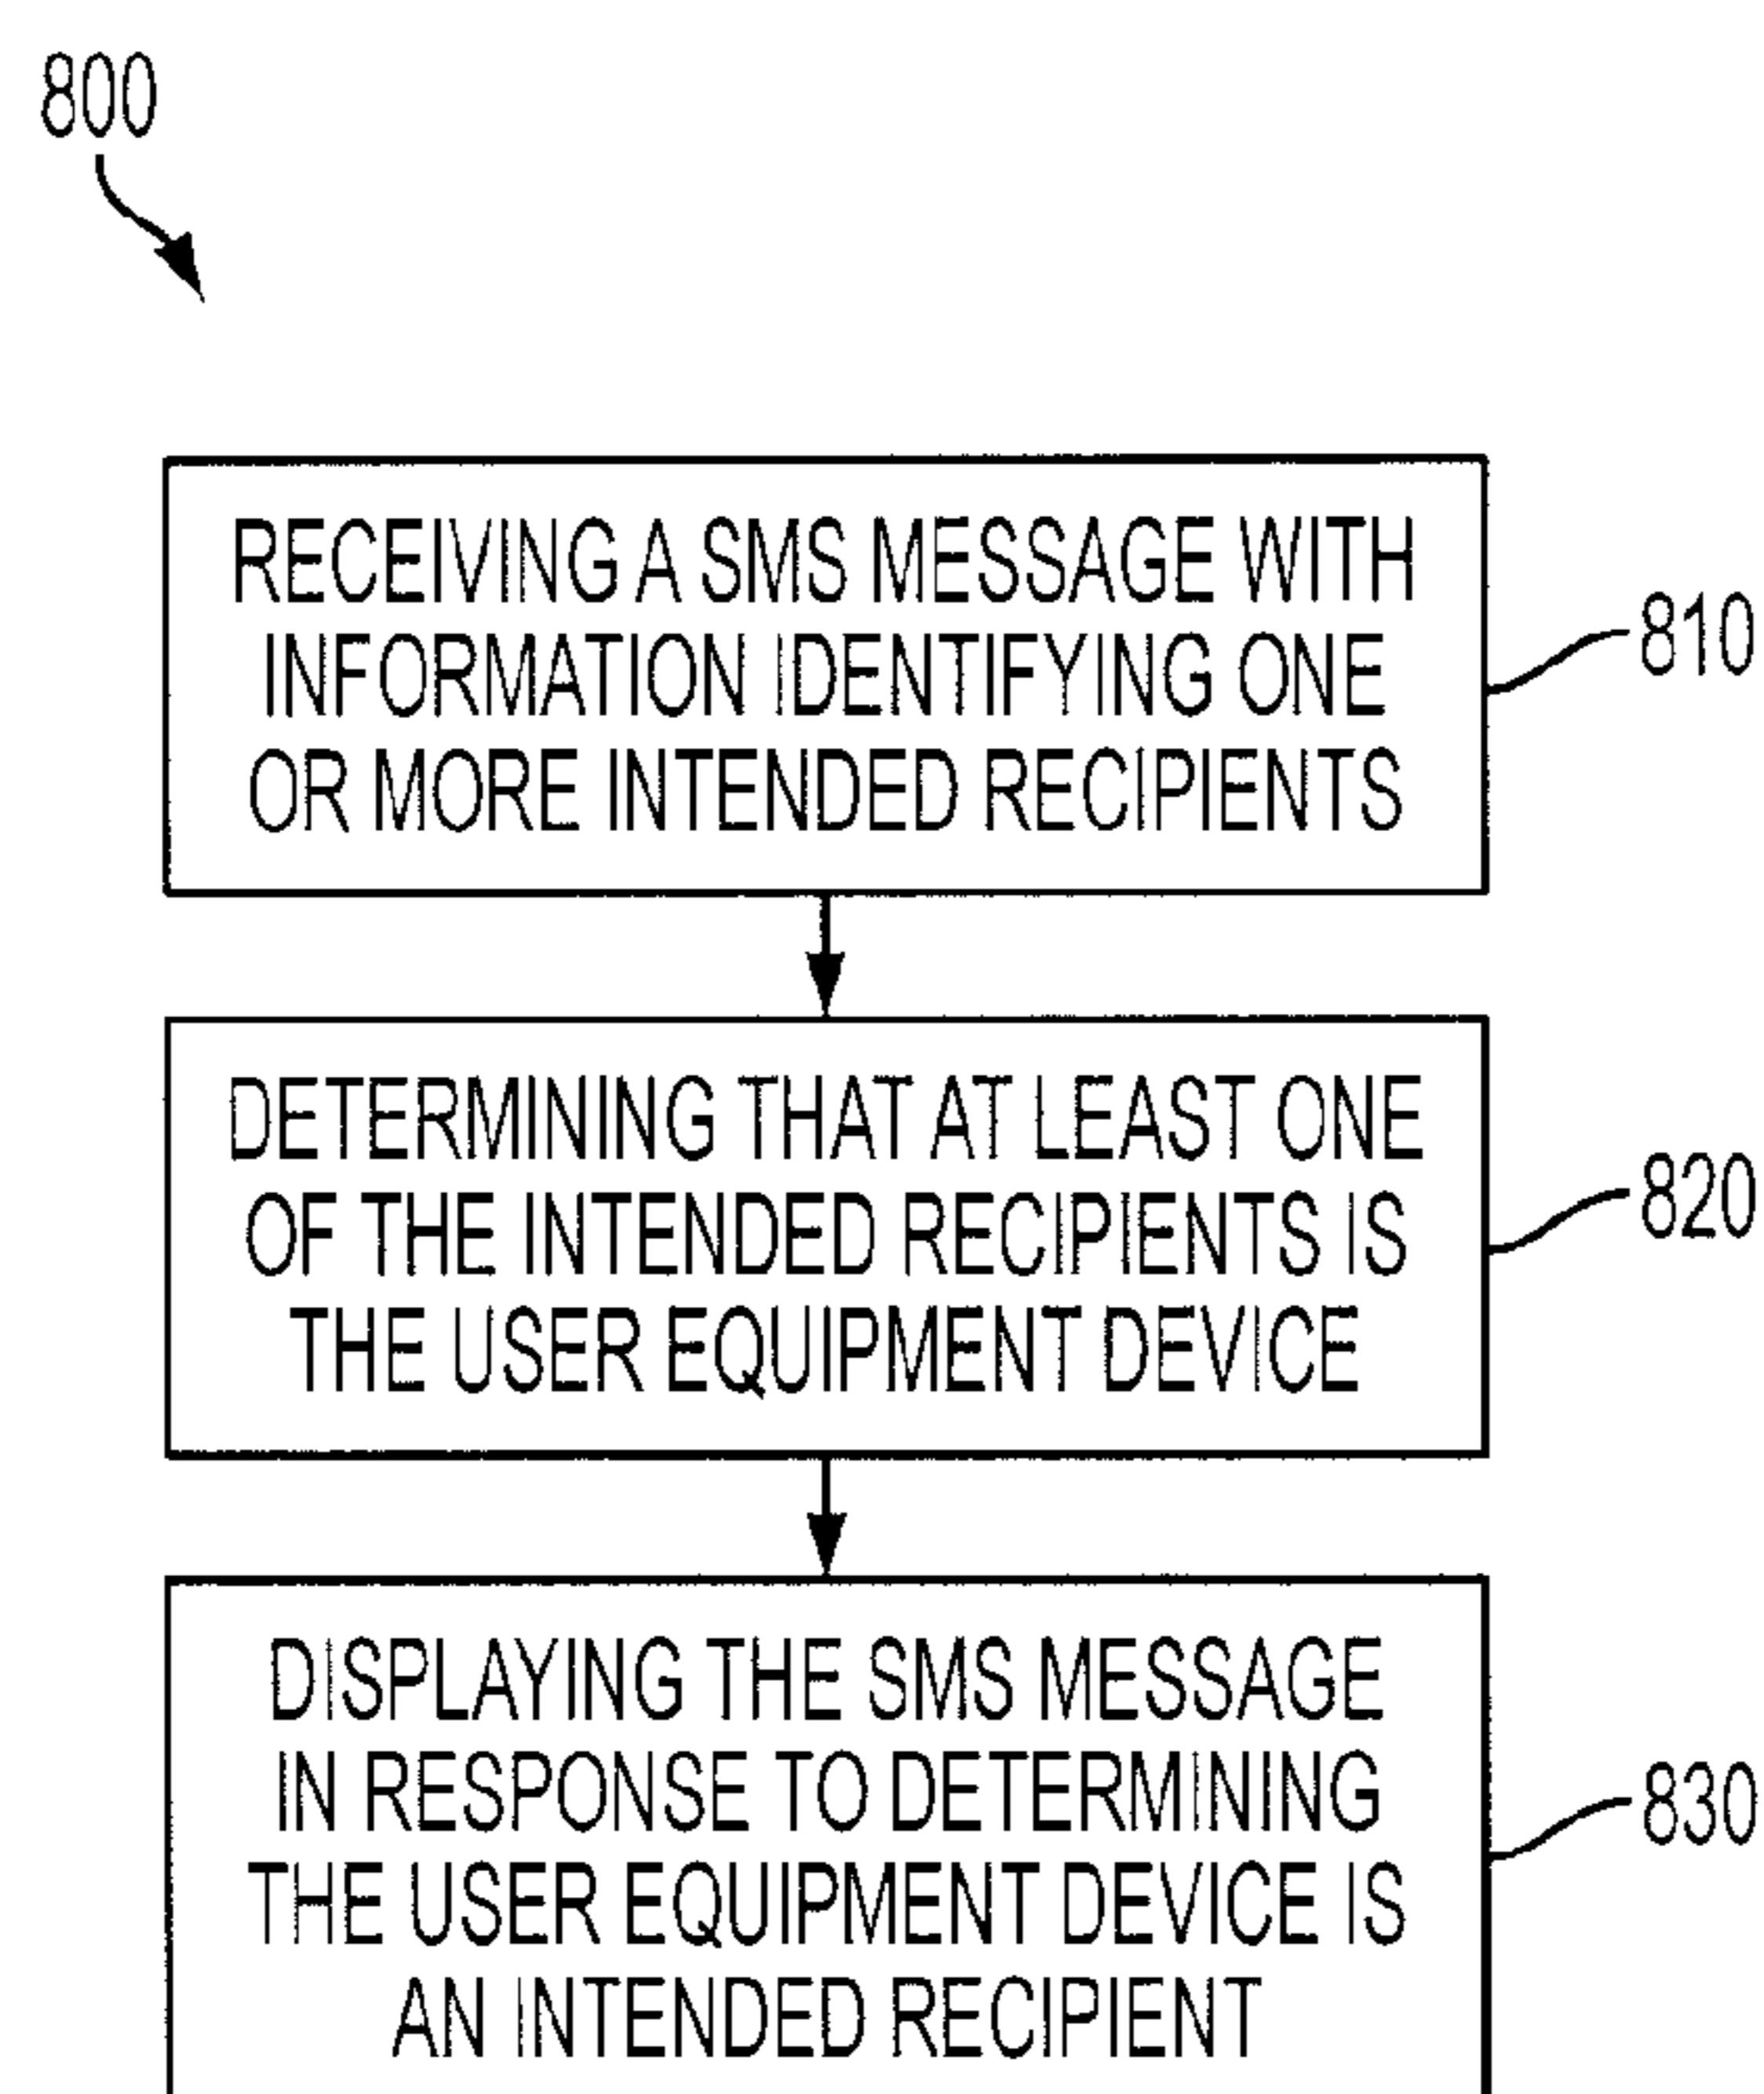 800
RECEIVING A SMS MESSAGE WITH
INFORMATION IDENTIFYING ONE
OR MORE INTENDED RECIPIENTS
810
DETERMINING THAT AT LEAST ONE
OF THE INTENDED RECIPIENTS IS
THE USER EQUIPMENT DEVICE
820
DISPLAYING THE SMS MESSAGE
IN RESPONSE TO DETERMINING
THE USER EQUIPMENT DEVICE IS
AN INTENDED RECIPIENT
830